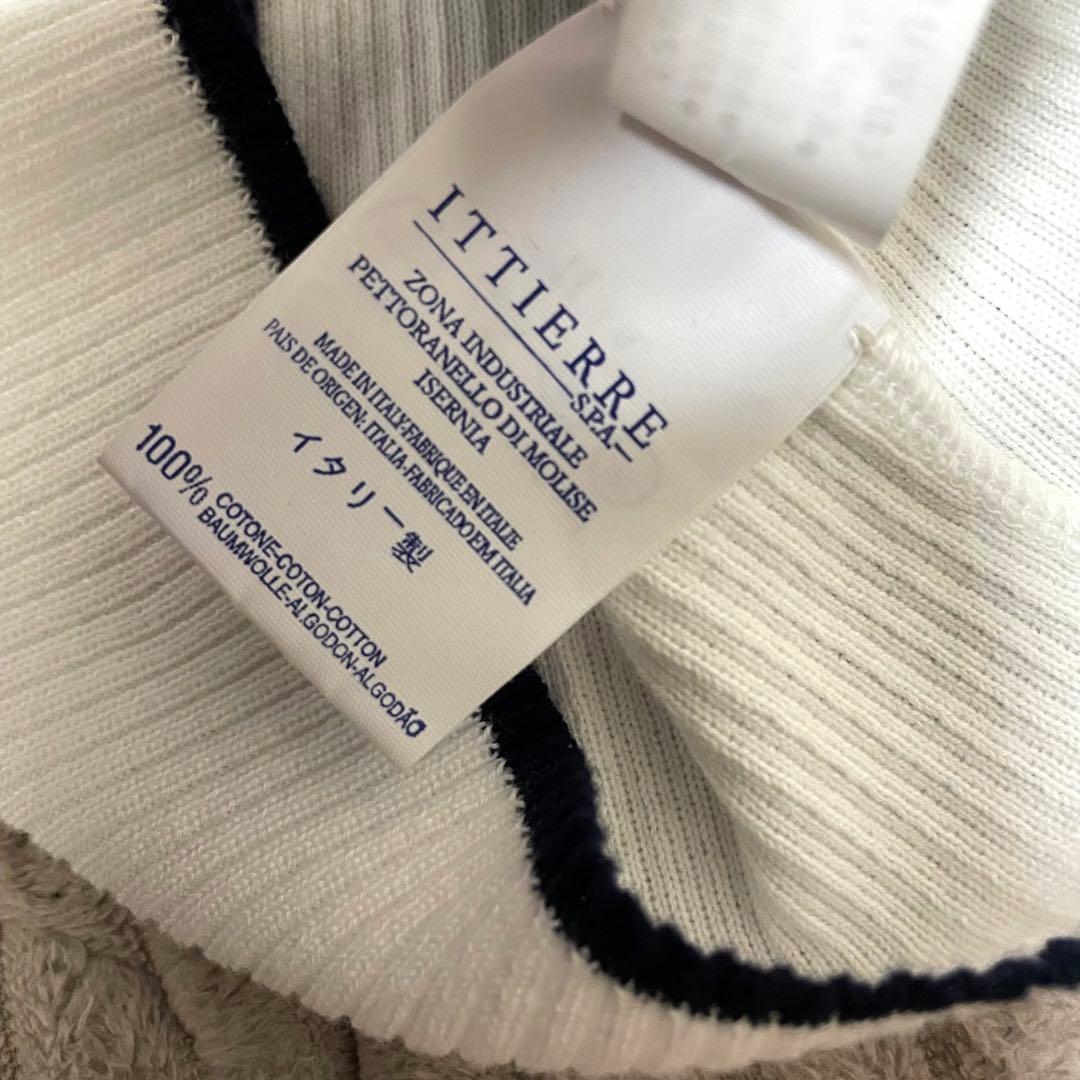 ITTIERRE
S.P.A.
ZONA INDUSTRIALE
PETTORANELLO DI MOLISE
ISERNIA
MADE IN ITALY-FABRIQUE EN ITALIE
PAIS DE ORIGEN: ITALIA-FABRICADO EM ITALIA
イタリー製
100% COTONE-COTON-COTTON
BAUMWOLLE-ALGODON-ALGODÃO